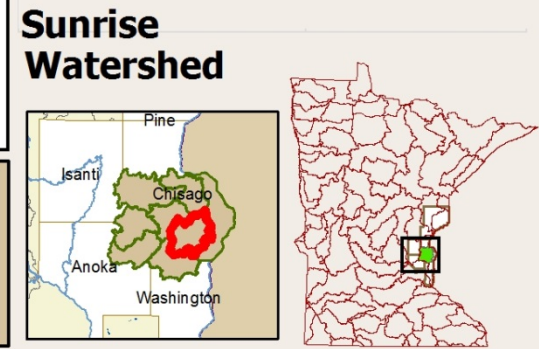 Sunrise
Watershed
Pine
Isanti
Chisago
Anoka
Washington